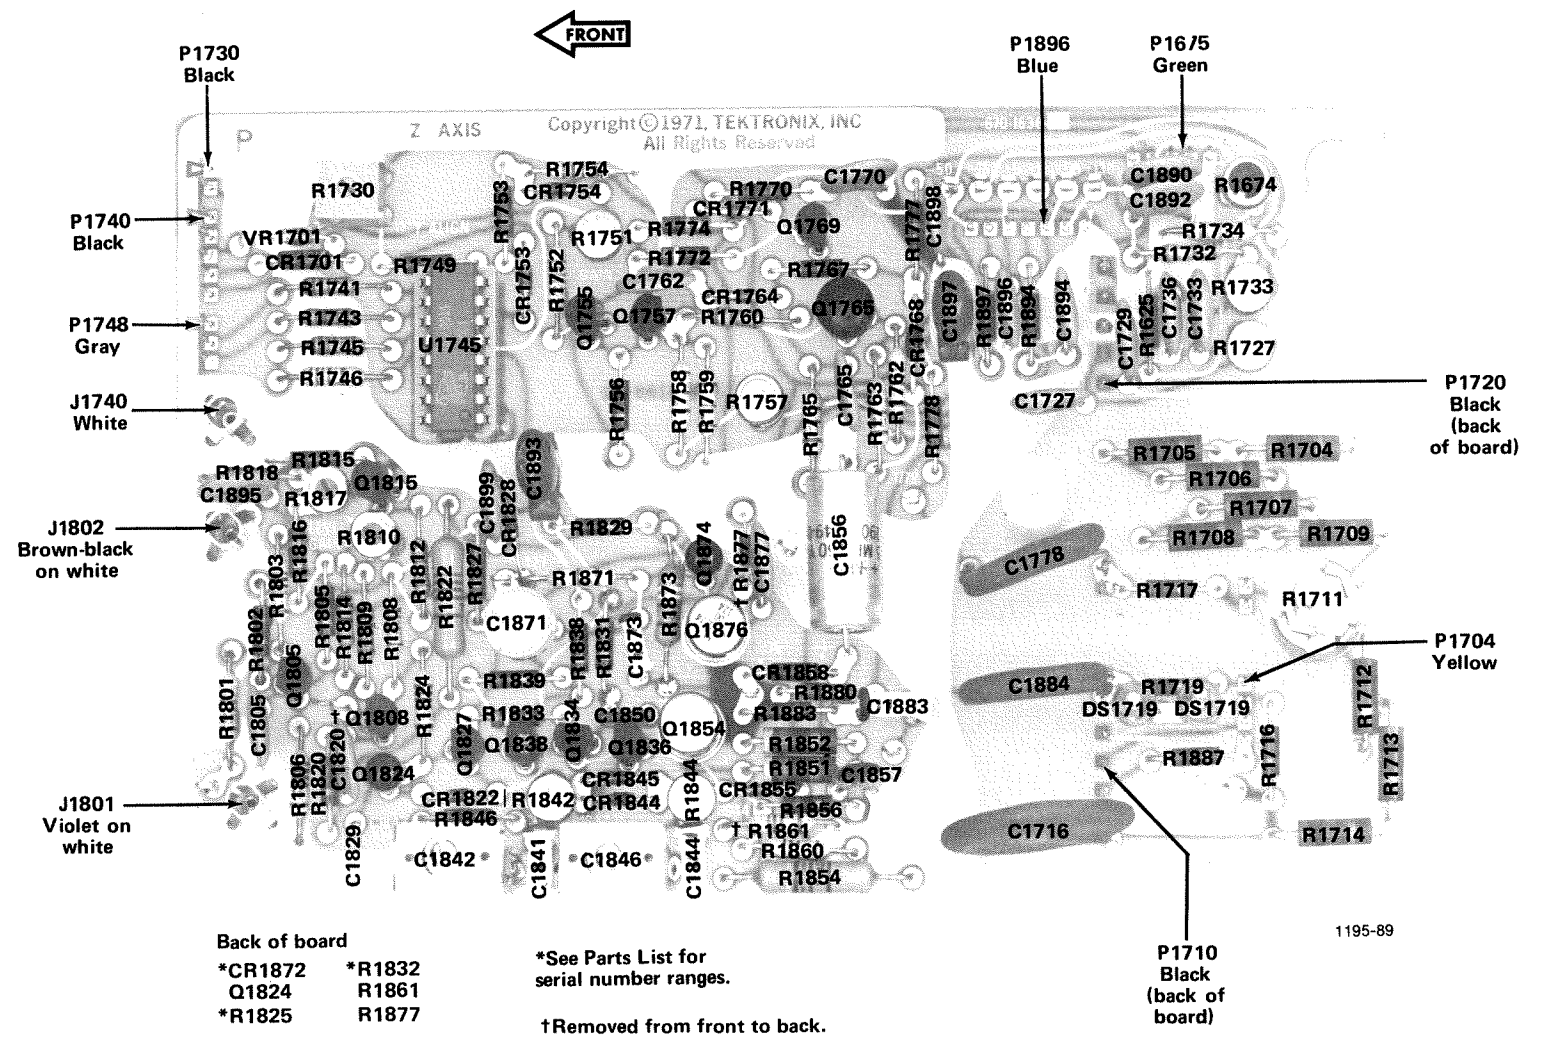 FRONT
P1730
Black
P1896
Blue
P1675
Green
P
Z AXIS
Copyright ©1971, TEKTRONIX, INC
All Rights Reserved
R1730
R1753
R1754
CR1754
R1770
C1770
CR1771
C1890
C1892
R1674
P1740
Black
VR1701
CR1701
R1749
R1751
R1774
R1772
Q1769
R1777
C1898
R1734
R1732
R1741
R1743
R1745
R1746
U1745
CR1753
R1752
Q1755
C1762
Q1757
CR1764
R1760
R1767
Q1765
CR1768
C1897
R1897
C1896
R1894
C1894
C1729
R1625
C1736
C1733
R1733
R1727
P1748
Gray
J1740
White
R1756
R1758
R1759
R1757
R1765
C1765
R1763
R1762
R1778
C1727
P1720
Black
(back
of board)
R1818
R1815
C1895
R1817
Q1815
C1899
CR1828
C1893
R1705
R1704
R1706
R1707
R1708
R1709
J1802
Brown-black
on white
R1816
R1810
R1803
R1812
R1822
R1827
R1829
R1871
R1873
Q1874
†R1877
C1877
C1856
C1778
R1717
R1711
R1802
R1805
R1814
R1809
R1808
C1871
R1838
R1831
C1873
Q1876
P1704
Yellow
R1801
C1805
Q1805
†Q1808
R1824
R1839
R1833
C1850
Q1854
CR1858
R1880
R1883
C1883
C1884
R1719
DS1719
DS1719
R1712
R1806
R1820
C1820
Q1824
Q1827
Q1838
Q1834
Q1836
R1852
R1851
C1857
R1887
R1716
R1713
J1801
Violet on
white
CR1822
R1846
R1842
CR1845
CR1844
R1844
CR1855
R1856
†R1861
R1860
R1854
C1716
R1714
C1829
C1842
C1841
C1846
C1844
P1710
Black
(back of
board)
1195-89
Back of board
*CR1872 *R1832
Q1824 R1861
*R1825 R1877
*See Parts List for
serial number ranges.
†Removed from front to back.